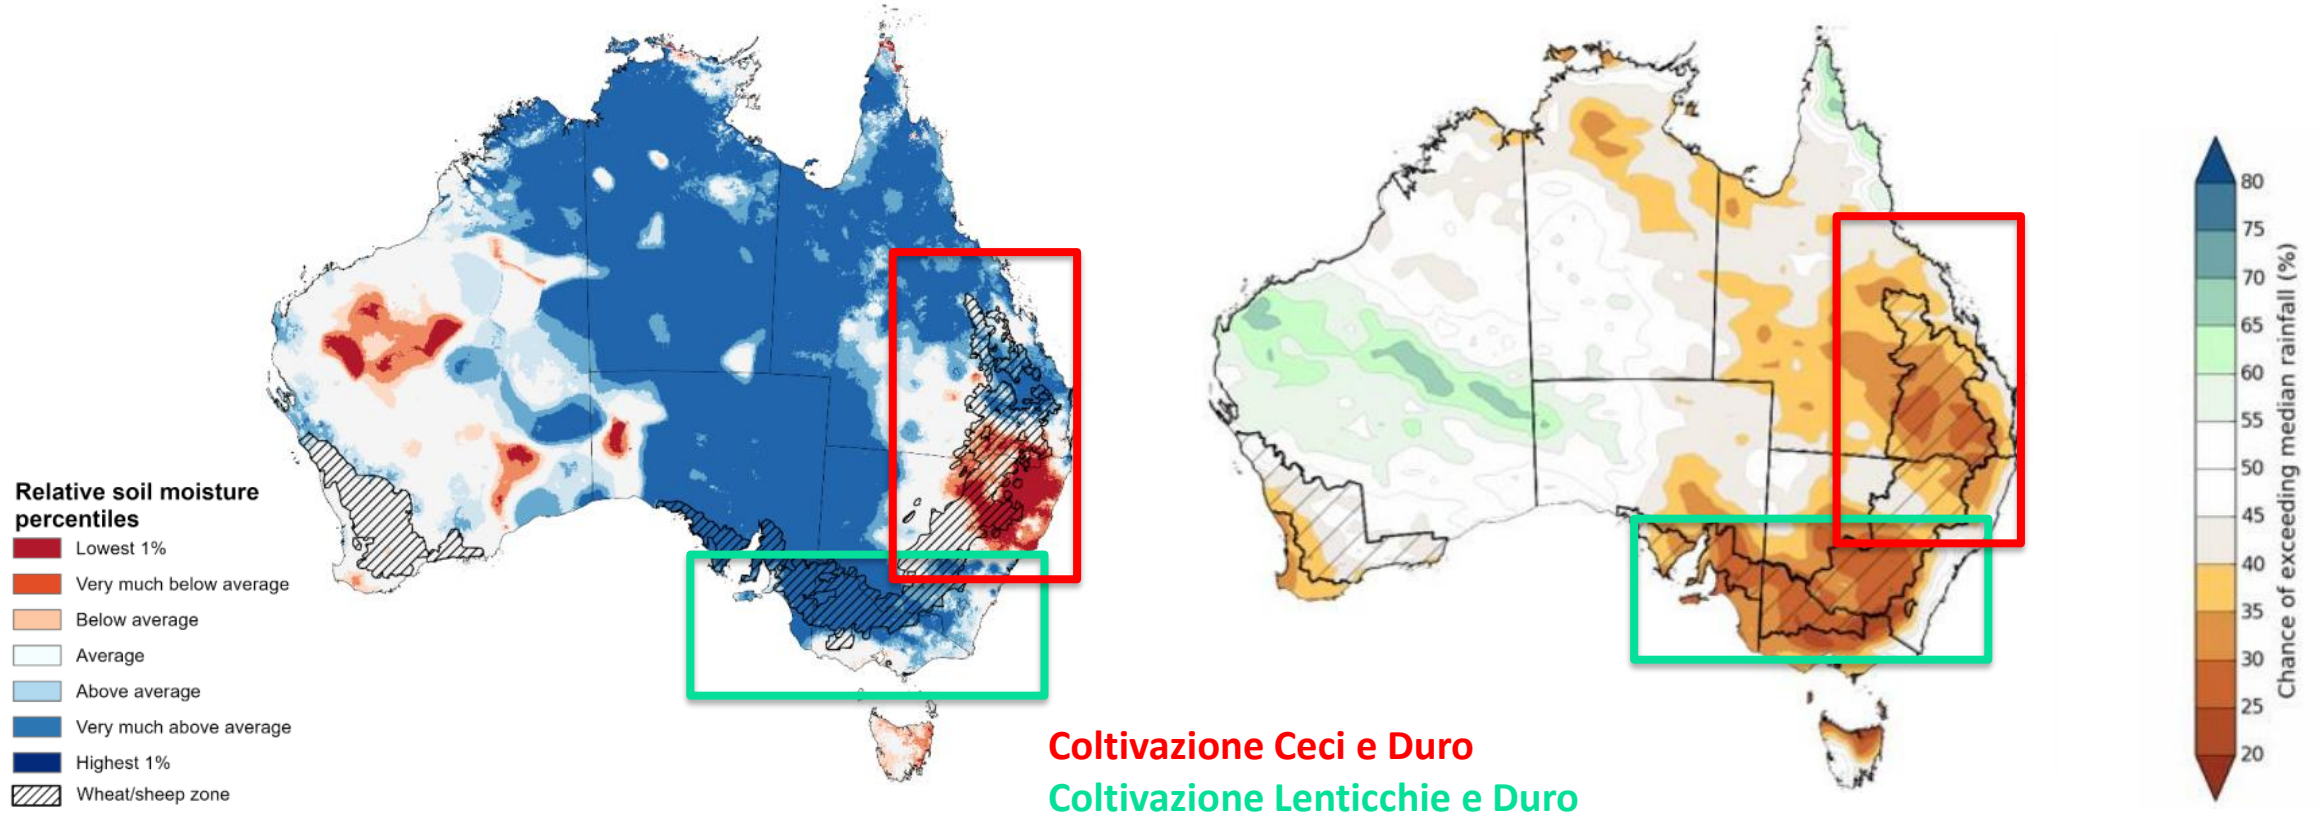 Relative soil moisture
percentiles
Lowest 1%
Very much below average
Below average
Average
Above average
Very much above average
Highest 1%
Wheat/sheep zone
Coltivazione Ceci e Duro
Coltivazione Lenticchie e Duro
80
75
70
65
60
55
50
45
40
35
30
25
20
Chance of exceeding median rainfall (%)